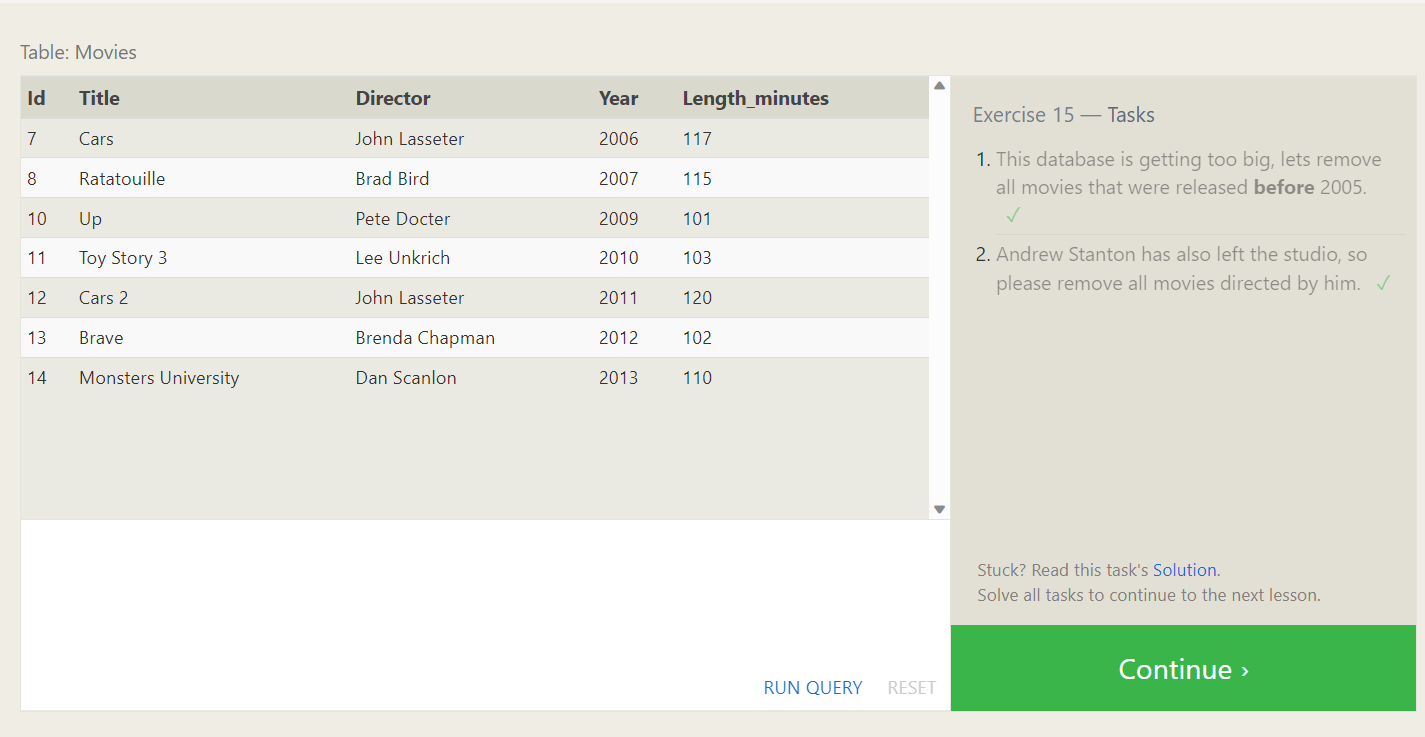 Table: Movies
Id Title Director Year Length_minutes
7 Cars John Lasseter 2006 117
8 Ratatouille Brad Bird 2007 115
10 Up Pete Docter 2009 101
11 Toy Story 3 Lee Unkrich 2010 103
12 Cars 2 John Lasseter 2011 120
13 Brave Brenda Chapman 2012 102
14 Monsters University Dan Scanlon 2013 110
RUN QUERY RESET
Exercise 15 — Tasks
1. This database is getting too big, lets remove
all movies that were released before 2005.
✓
2. Andrew Stanton has also left the studio, so
please remove all movies directed by him. ✓
Stuck? Read this task's Solution.
Solve all tasks to continue to the next lesson.
Continue ›